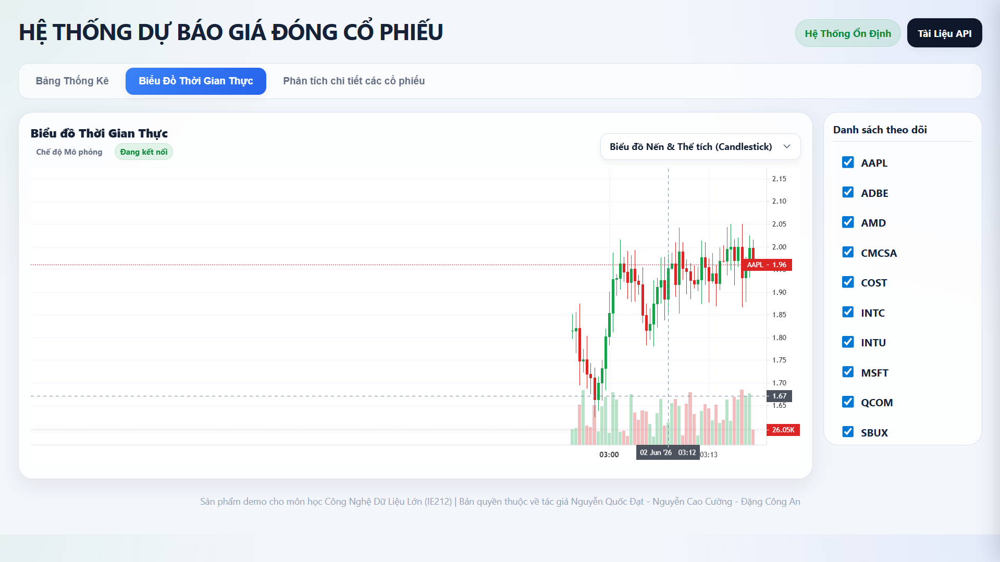 HỆ THỐNG DỰ BÁO GIÁ ĐÓNG CỔ PHIẾU
Hệ Thống Ổn Định
Tài Liệu API
Bảng Thống Kê
Biểu Đồ Thời Gian Thực
Phân tích chi tiết các cổ phiếu
Biểu đồ Thời Gian Thực
Chế độ Mô phỏng
Đang kết nối
Biểu đồ Nến & Thể tích (Candlestick)
2.15
2.10
2.05
2.00
AAPL
1.96
1.95
1.90
1.85
1.80
1.75
1.70
1.67
1.65
26.05K
03:00
02 Jun '26 03:12
03:13
Danh sách theo dõi
AAPL
ADBE
AMD
CMCSA
COST
INTC
INTU
MSFT
QCOM
SBUX
Sản phẩm demo cho môn học Công Nghệ Dữ Liệu Lớn (IE212) | Bản quyền thuộc về tác giả Nguyễn Quốc Đạt - Nguyễn Cao Cường - Đặng Công An